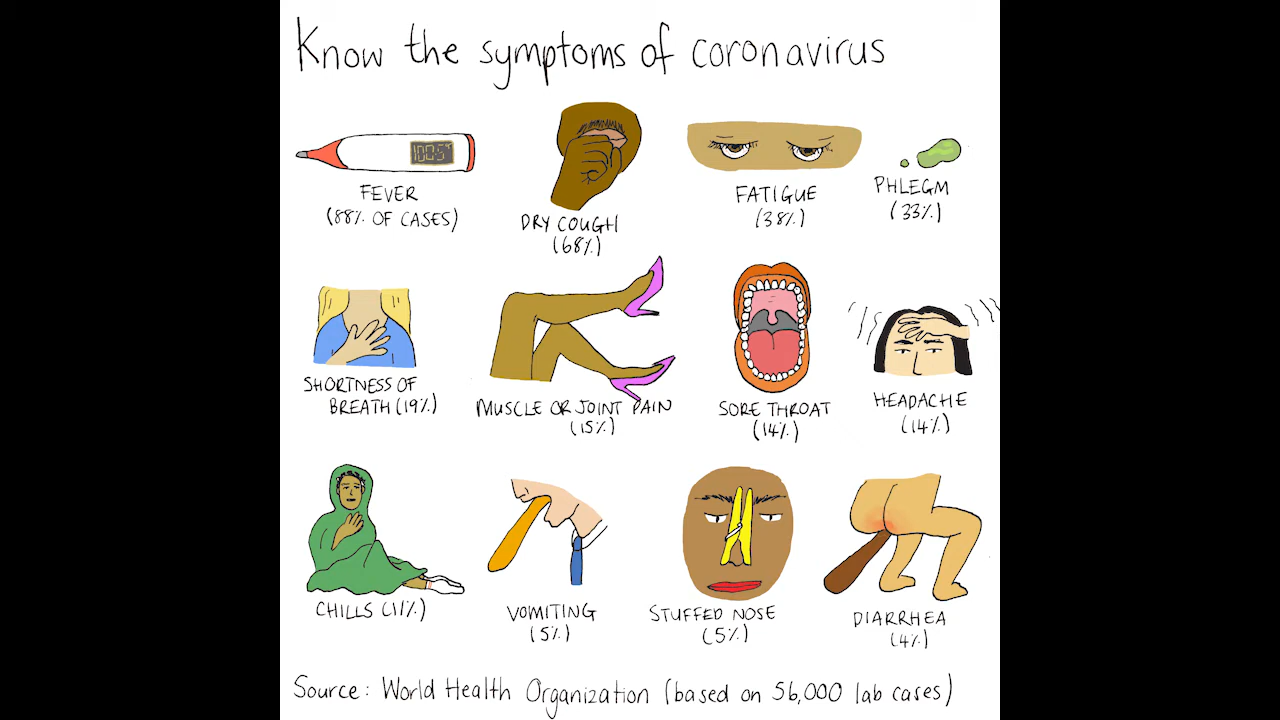 Know the symptoms of coronavirus
100.5°
FEVER
(88% OF CASES)
DRY COUGH
(68%)
FATIGUE
(38%)
PHLEGM
(33%)
SHORTNESS OF
BREATH (19%)
MUSCLE OR JOINT PAIN
(15%)
SORE THROAT
(14%)
HEADACHE
(14%)
CHILLS (11%)
VOMITING
(5%)
STUFFED NOSE
(5%)
DIARRHEA
(4%)
Source: World Health Organization (based on 56,000 lab cases)